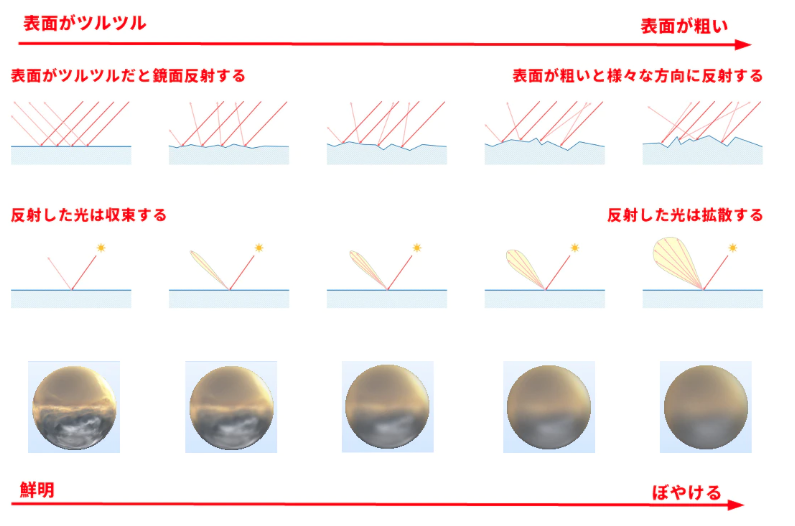 表面がツルツル
表面が粗い
表面がツルツルだと鏡面反射する
表面が粗いと様々な方向に反射する
反射した光は収束する
反射した光は拡散する
鮮明
ぼやける